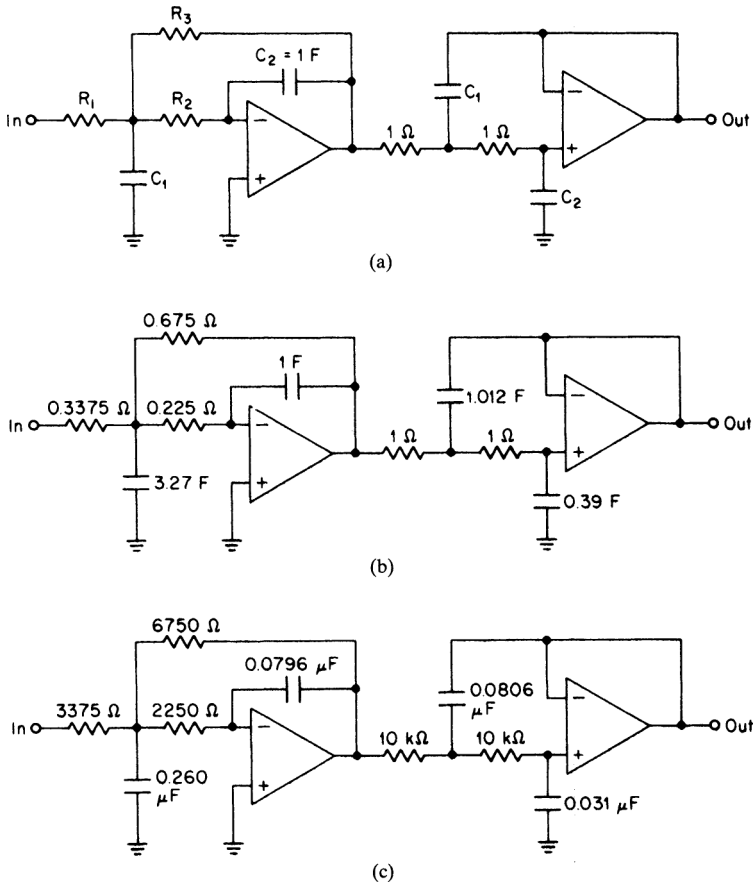 R₃
C₂ = 1 F
R₁
R₂
C₁
In
−
+
1 Ω
1 Ω
C₁
C₂
−
+
Out
C₁
(a)
0.675 Ω
1 F
0.3375 Ω
0.225 Ω
In
−
+
3.27 F
1 Ω
1 Ω
1.012 F
−
+
0.39 F
Out
(b)
6750 Ω
0.0796 μF
3375 Ω
2250 Ω
In
−
+
0.260
μF
10 kΩ
10 kΩ
0.0806
μF
−
+
0.031 μF
Out
(c)